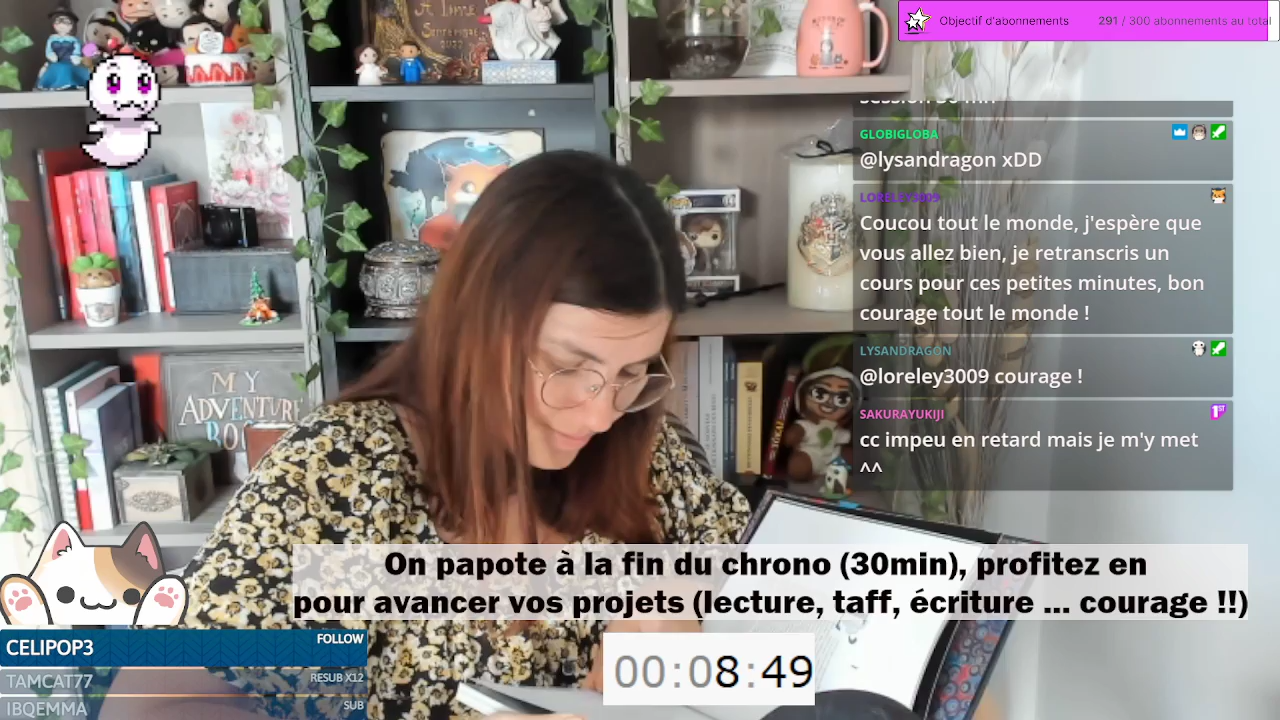 Objectif d'abonnements 291 / 300 abonnements au total
GLOBIGLOBA
@lysandragon xDD
LORELEY3009
Coucou tout le monde, j'espère que
vous allez bien, je retranscris un
cours pour ces petites minutes, bon
courage tout le monde !
LYSANDRAGON
@loreley3009 courage !
SAKURAYUKIJI
1ST
cc impeu en retard mais je m'y met
^^
MY
ADVENTURE
BOOK
On papote à la fin du chrono (30min), profitez en
pour avancer vos projets (lecture, taff, écriture ... courage !!)
CELIPOP3 FOLLOW
TAMCAT77 RESUB X12
IBQEMMA SUB
00:08:49